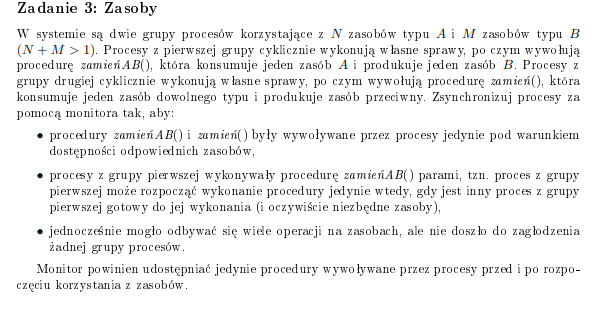 Zadanie 3: Zasoby
W systemie są dwie grupy procesów korzystające z N zasobów typu A i M zasobów typu B
(N + M > 1). Procesy z pierwszej grupy cyklicznie wykonują własne sprawy, po czym wywołują
procedurę zamieńAB(), która konsumuje jeden zasób A i produkuje jeden zasób B. Procesy z
grupy drugiej cyklicznie wykonują własne sprawy, po czym wywołują procedurę zamień(), która
konsumuje jeden zasób dowolnego typu i produkuje zasób przeciwny. Zsynchronizuj procesy za
pomocą monitora tak, aby:
• procedury zamieńAB() i zamień() były wywoływane przez procesy jedynie pod warunkiem
dostępności odpowiednich zasobów,
• procesy z grupy pierwszej wykonywały procedurę zamieńAB() parami, tzn. proces z grupy
pierwszej może rozpocząć wykonanie procedury jedynie wtedy, gdy jest inny proces z grupy
pierwszej gotowy do jej wykonania (i oczywiście niezbędne zasoby),
• jednocześnie mogło odbywać się wiele operacji na zasobach, ale nie doszło do zagłodzenia
żadnej grupy procesów.
Monitor powinien udostępniać jedynie procedury wywoływane przez procesy przed i po rozpo-
częciu korzystania z zasobów.